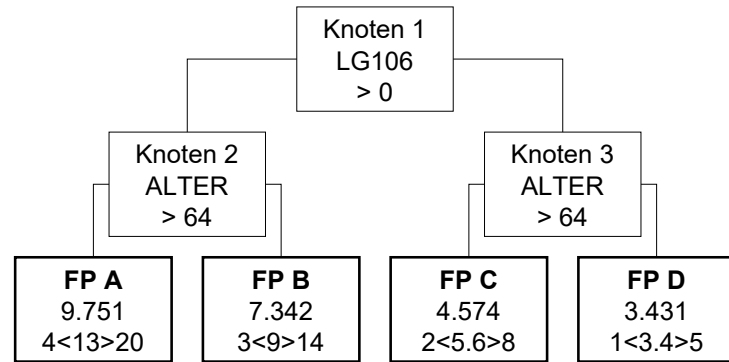 Knoten 1
LG106
> 0
Knoten 2
ALTER
> 64
Knoten 3
ALTER
> 64
FP A
9.751
4<13>20
FP B
7.342
3<9>14
FP C
4.574
2<5.6>8
FP D
3.431
1<3.4>5